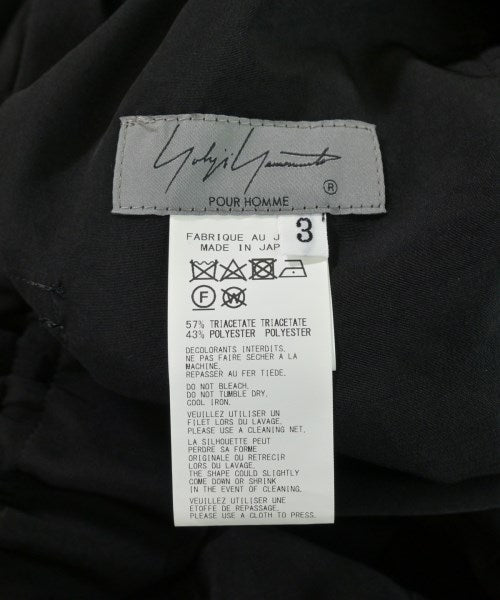 Yohji Yamamoto
®
POUR HOMME
3
FABRIQUE AU J
MADE IN JAP
F W
57% TRIACETATE TRIACETATE
43% POLYESTER POLYESTER
DECOLORANTS INTERDITS.
NE PAS FAIRE SECHER A LA
MACHINE.
REPASSER AU FER TIEDE.
DO NOT BLEACH.
DO NOT TUMBLE DRY.
COOL IRON.
VEUILLEZ UTILISER UN
FILET LORS DU LAVAGE.
PLEASE USE A CLEANING NET.
LA SILHOUETTE PEUT
PERDRE SA FORME
ORIGINALE OU RETRECIR
LORS DU LAVAGE.
THE SHAPE COULD SLIGHTLY
COME DOWN OR SHRINK
IN THE EVENT OF CLEANING.
VEUILLEZ UTILISER UNE
ETOFFE DE REPASSAGE.
PLEASE USE A CLOTH TO PRESS.